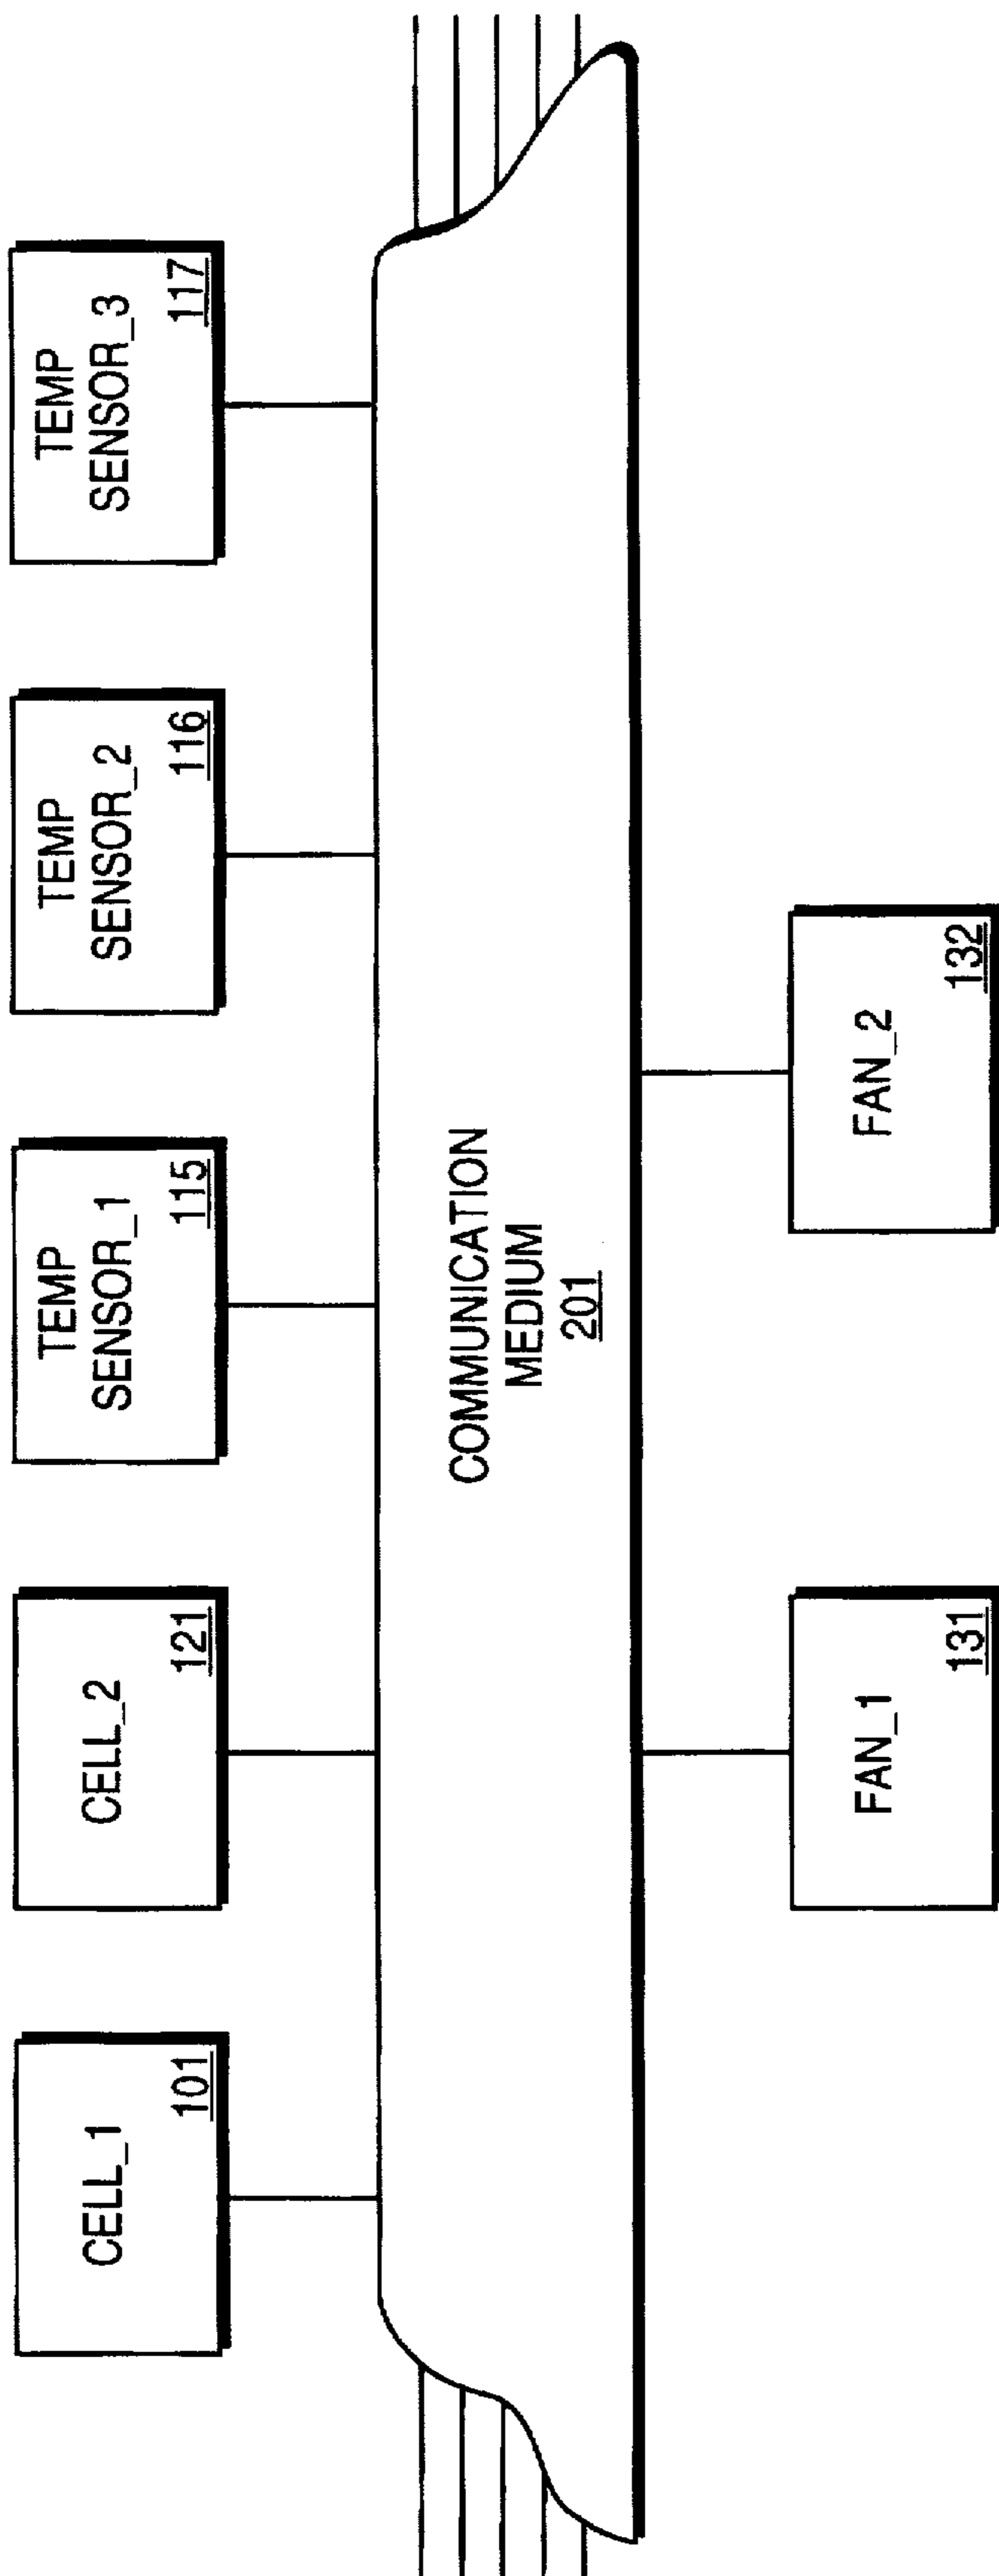 CELL_1
101
CELL_2
121
TEMP
SENSOR_1
115
TEMP
SENSOR_2
116
TEMP
SENSOR_3
117
COMMUNICATION
MEDIUM
201
FAN_1
131
FAN_2
132